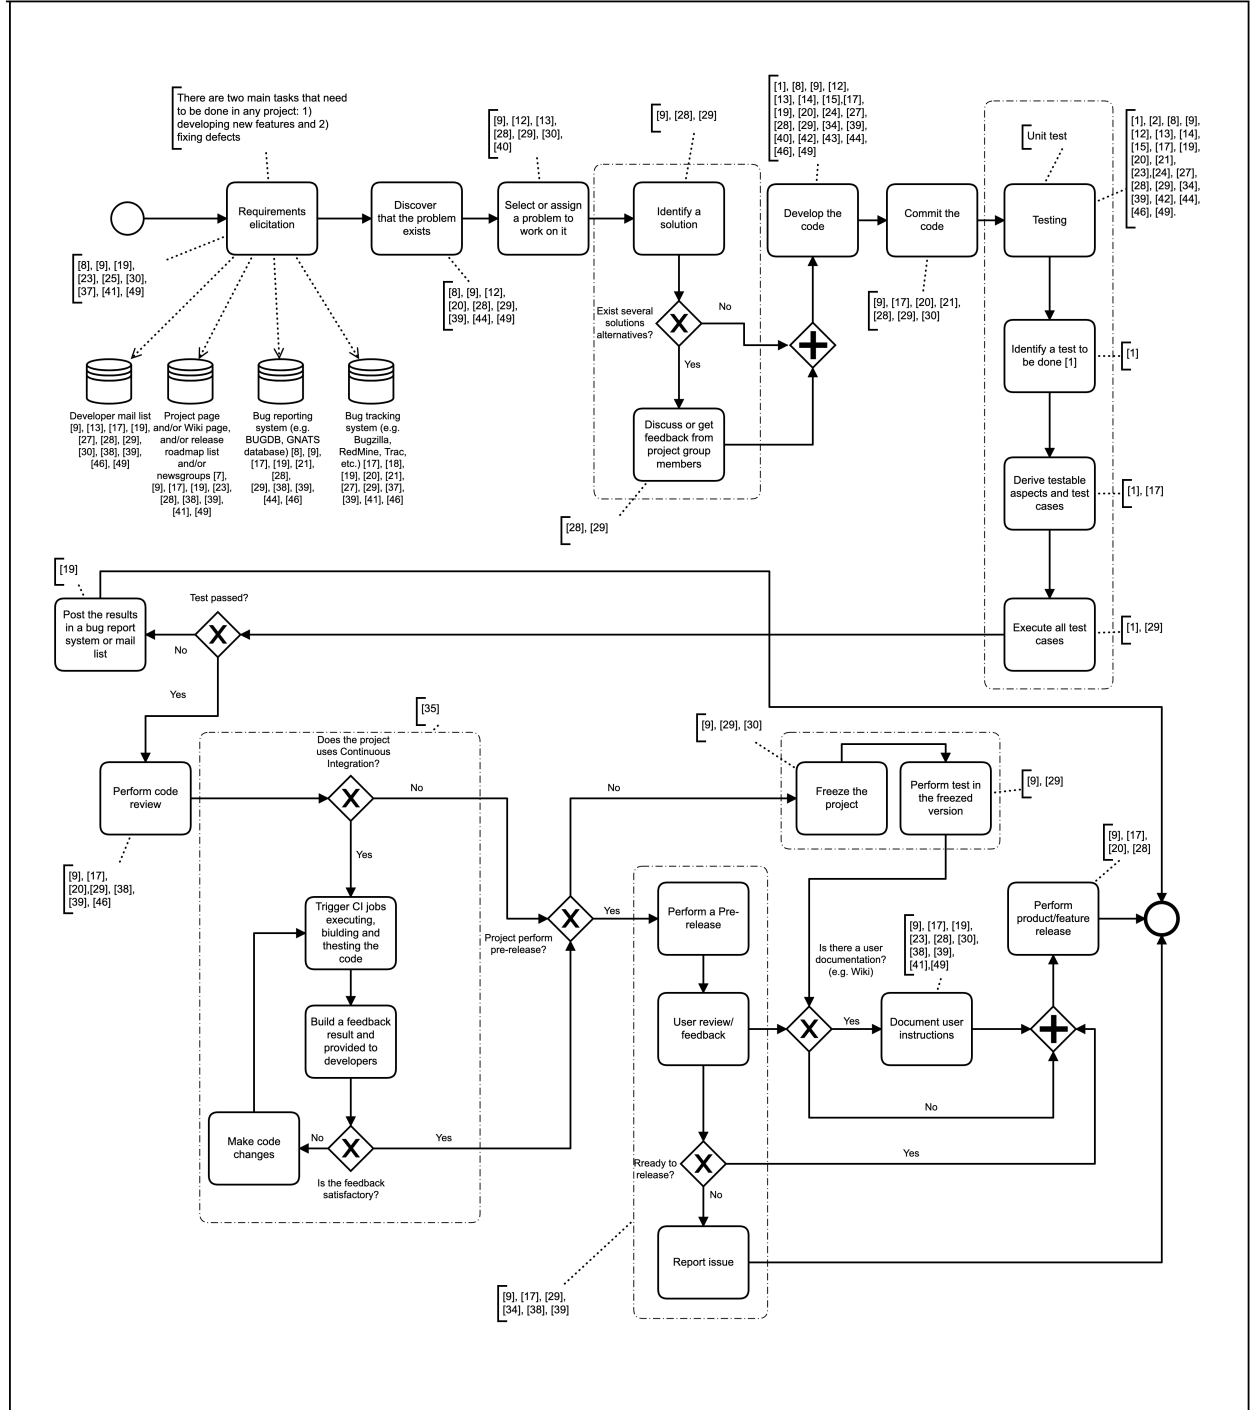 There are two main tasks that need
to be done in any project: 1)
developing new features and 2)
fixing defects
[9], [12], [13],
[28], [29], [30],
[40]
[9], [28], [29]
[1], [8], [9], [12],
[13], [14], [15],[17],
[19], [20], [24], [27],
[28], [29], [34], [39],
[40], [42], [43], [44],
[46], [49]
Unit test
[1], [2], [8], [9],
[12], [13], [14],
[15], [17], [19],
[20], [21],
[23],[24], [27],
[28], [29], [34],
[39], [42], [44],
[46], [49].
Requirements
elicitation
Discover
that the problem
exists
Select or assign
a problem to
work on it
Identify a
solution
Develop the
code
Commit the
code
Testing
[8], [9], [19],
[23], [25], [30],
[37], [41], [49]
[8], [9], [12],
[20], [28], [29],
[39], [44], [49]
Exist several
solutions
alternatives?
No
Yes
[9], [17], [20], [21],
[28], [29], [30]
Identify a test to
be done [1]
[1]
Developer mail list
[9], [13], [17], [19],
[27], [28], [29],
[30], [38], [39],
[46], [49]
Project page
and/or Wiki page,
and/or release
roadmap list
and/or
newsgroups [7],
[9], [17], [19], [23],
[28], [38], [39],
[41], [49]
Bug reporting
system (e.g.
BUGDB, GNATS
database) [8], [9],
[17], [19], [21],
[28],
[29], [38], [39],
[44], [46]
Bug tracking
system (e.g.
Bugzilla,
RedMine, Trac,
etc.) [17], [18],
[19], [20], [21],
[27], [29], [37],
[39], [41], [46]
Discuss or get
feedback from
project group
members
[28], [29]
Derive testable
aspects and test
cases
[1], [17]
[19]
Post the results
in a bug report
system or mail
list
Test passed?
No
Yes
Execute all test
cases
[1], [29]
[35]
Does the project
uses Continuous
Integration?
Perform code
review
No
Yes
[9], [17],
[20],[29], [38],
[39], [46]
Trigger CI jobs
executing,
biulding and
thesting the
code
Build a feedback
result and
provided to
developers
Make code
changes
No
Yes
Is the feedback
satisfactory?
Project perform
pre-release?
No
Yes
[9], [29], [30]
Freeze the
project
Perform test in
the freezed
version
[9], [29]
[9], [17],
[20], [28]
Perform a Pre-
release
Perform
product/feature
release
[9], [17], [19],
[23], [28], [30],
[38], [39],
[41],[49]
Is there a user
documentation?
(e.g. Wiki)
User review/
feedback
Yes
Document user
instructions
No
Rready to
release?
Yes
No
Report issue
[9], [17], [29],
[34], [38], [39]